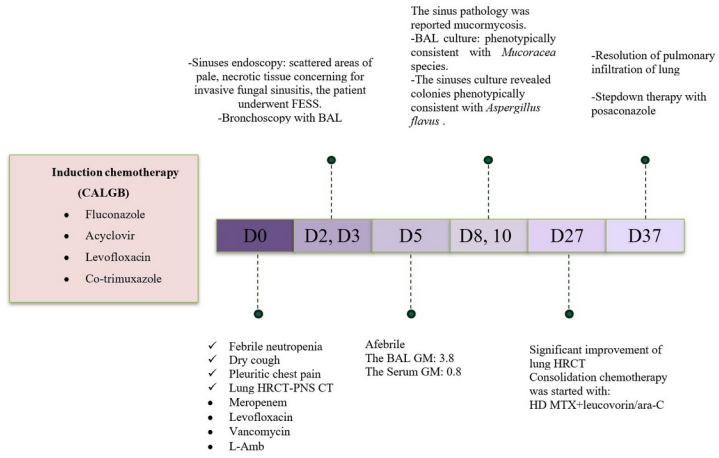 -Sinuses endoscopy: scattered areas of
pale, necrotic tissue concerning for
invasive fungal sinusitis, the patient
underwent FESS.
-Bronchoscopy with BAL
The sinus pathology was
reported mucormycosis.
-BAL culture: phenotypically
consistent with Mucoracea
species.
-The sinuses culture revealed
colonies phenotypically
consistent with Aspergillus
flavus .
-Resolution of pulmonary
infiltration of lung
-Stepdown therapy with
posaconazole
Induction chemotherapy
(CALGB)
● Fluconazole
● Acyclovir
● Levofloxacin
● Co-trimuxazole
D0
D2, D3
D5
D8, 10
D27
D37
✓ Febrile neutropenia
✓ Dry cough
✓ Pleuritic chest pain
✓ Lung HRCT-PNS CT
● Meropenem
● Levofloxacin
● Vancomycin
● L-Amb
Afebrile
The BAL GM: 3.8
The Serum GM: 0.8
Significant improvement of
lung HRCT
Consolidation chemotherapy
was started with:
HD MTX+leucovorin/ara-C